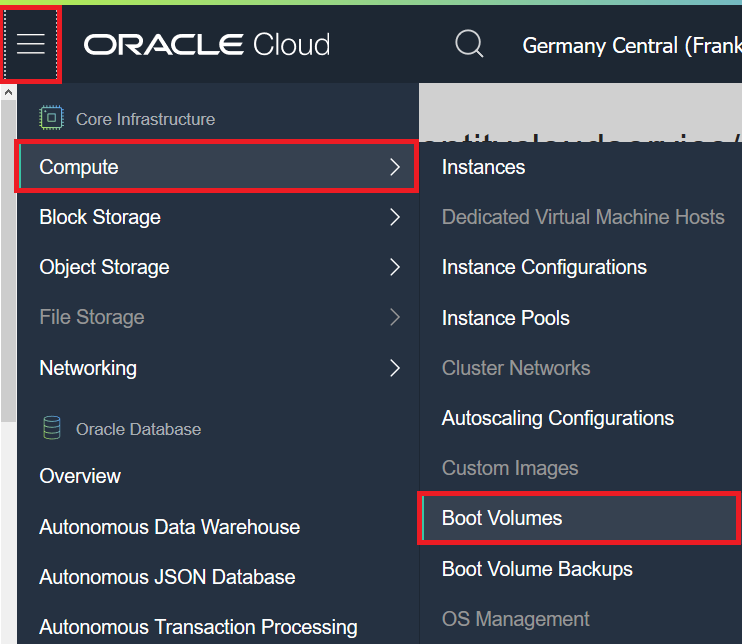 ORACLE Cloud
Germany Central (Frank
Core Infrastructure
Compute
Block Storage
Object Storage
File Storage
Networking
Oracle Database
Overview
Autonomous Data Warehouse
Autonomous JSON Database
Autonomous Transaction Processing
Instances
Dedicated Virtual Machine Hosts
Instance Configurations
Instance Pools
Cluster Networks
Autoscaling Configurations
Custom Images
Boot Volumes
Boot Volume Backups
OS Management